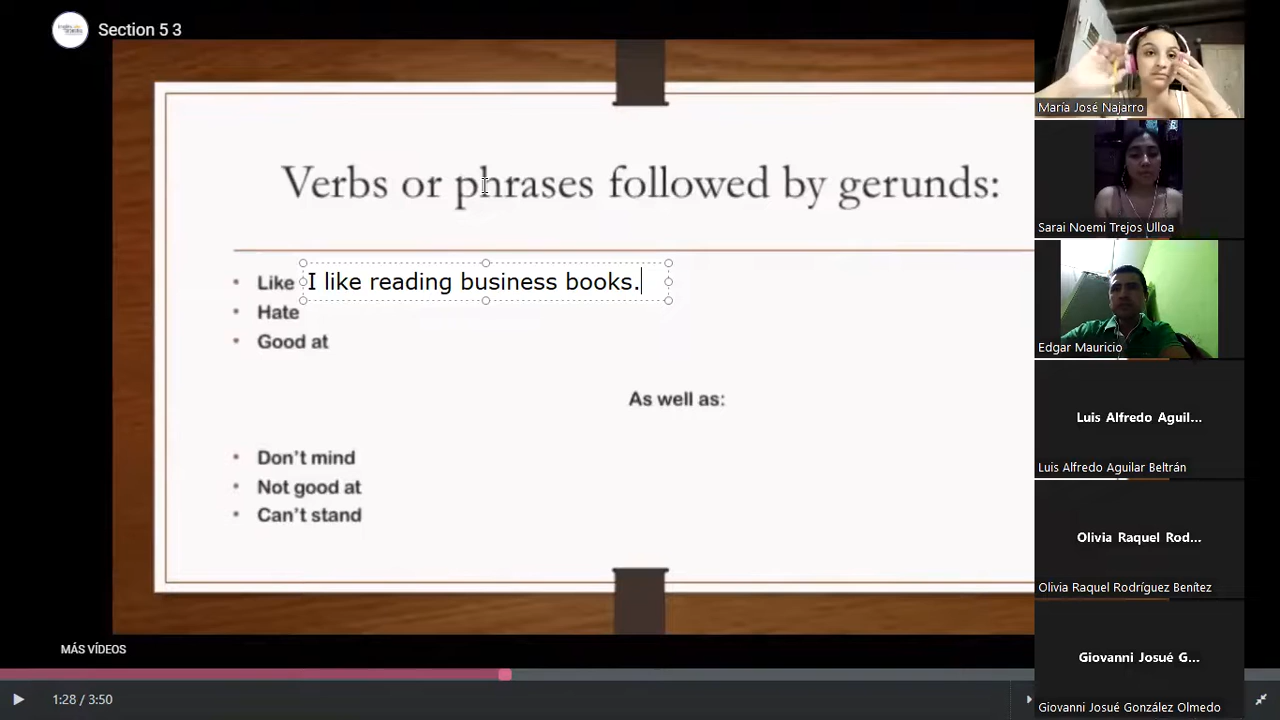 Section 5 3
Verbs or phrases followed by gerunds:
• Like
I like reading business books.
• Hate
• Good at
As well as:
• Don't mind
• Not good at
• Can't stand
MÁS VÍDEOS
1:28 / 3:50
María José Najarro
Sarai Noemi Trejos Ulloa
Edgar Mauricio
Luis Alfredo Aguil...
Luis Alfredo Aguilar Beltrán
Olivia Raquel Rod...
Olivia Raquel Rodríguez Benítez
Giovanni Josué G...
Giovanni Josué González Olmedo